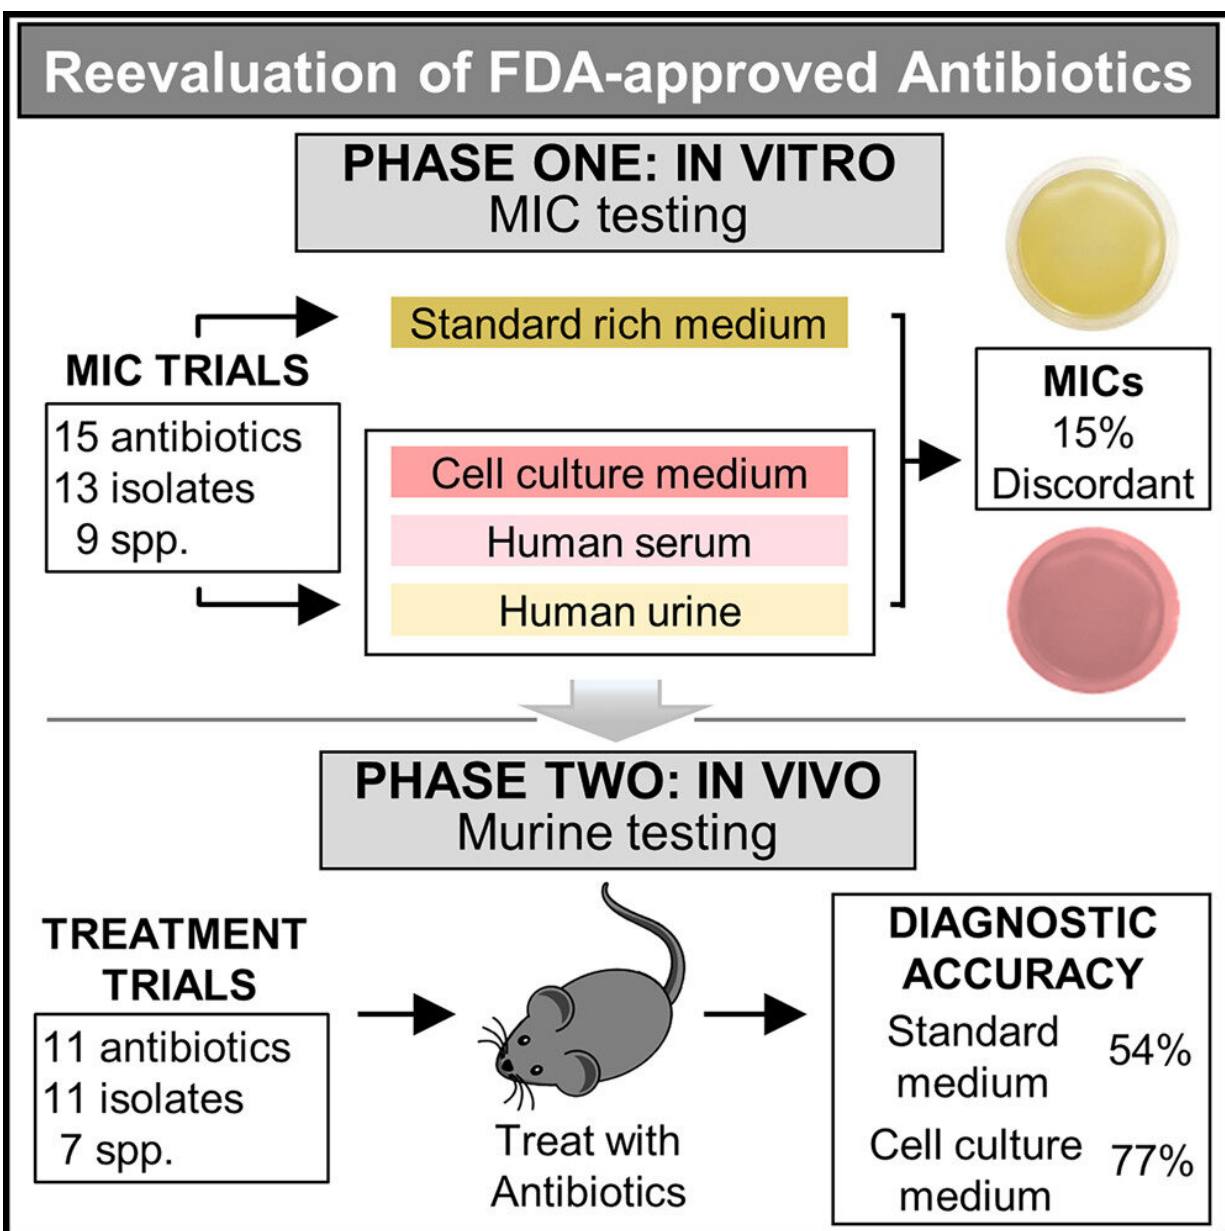 Reevaluation of FDA-approved Antibiotics
PHASE ONE: IN VITRO
MIC testing
MIC TRIALS
15 antibiotics
13 isolates
9 spp.
Standard rich medium
Cell culture medium
Human serum
Human urine
MICs
15%
Discordant
PHASE TWO: IN VIVO
Murine testing
TREATMENT
TRIALS
11 antibiotics
11 isolates
7 spp.
Treat with
Antibiotics
DIAGNOSTIC
ACCURACY
Standard
medium 54%
Cell culture
medium 77%